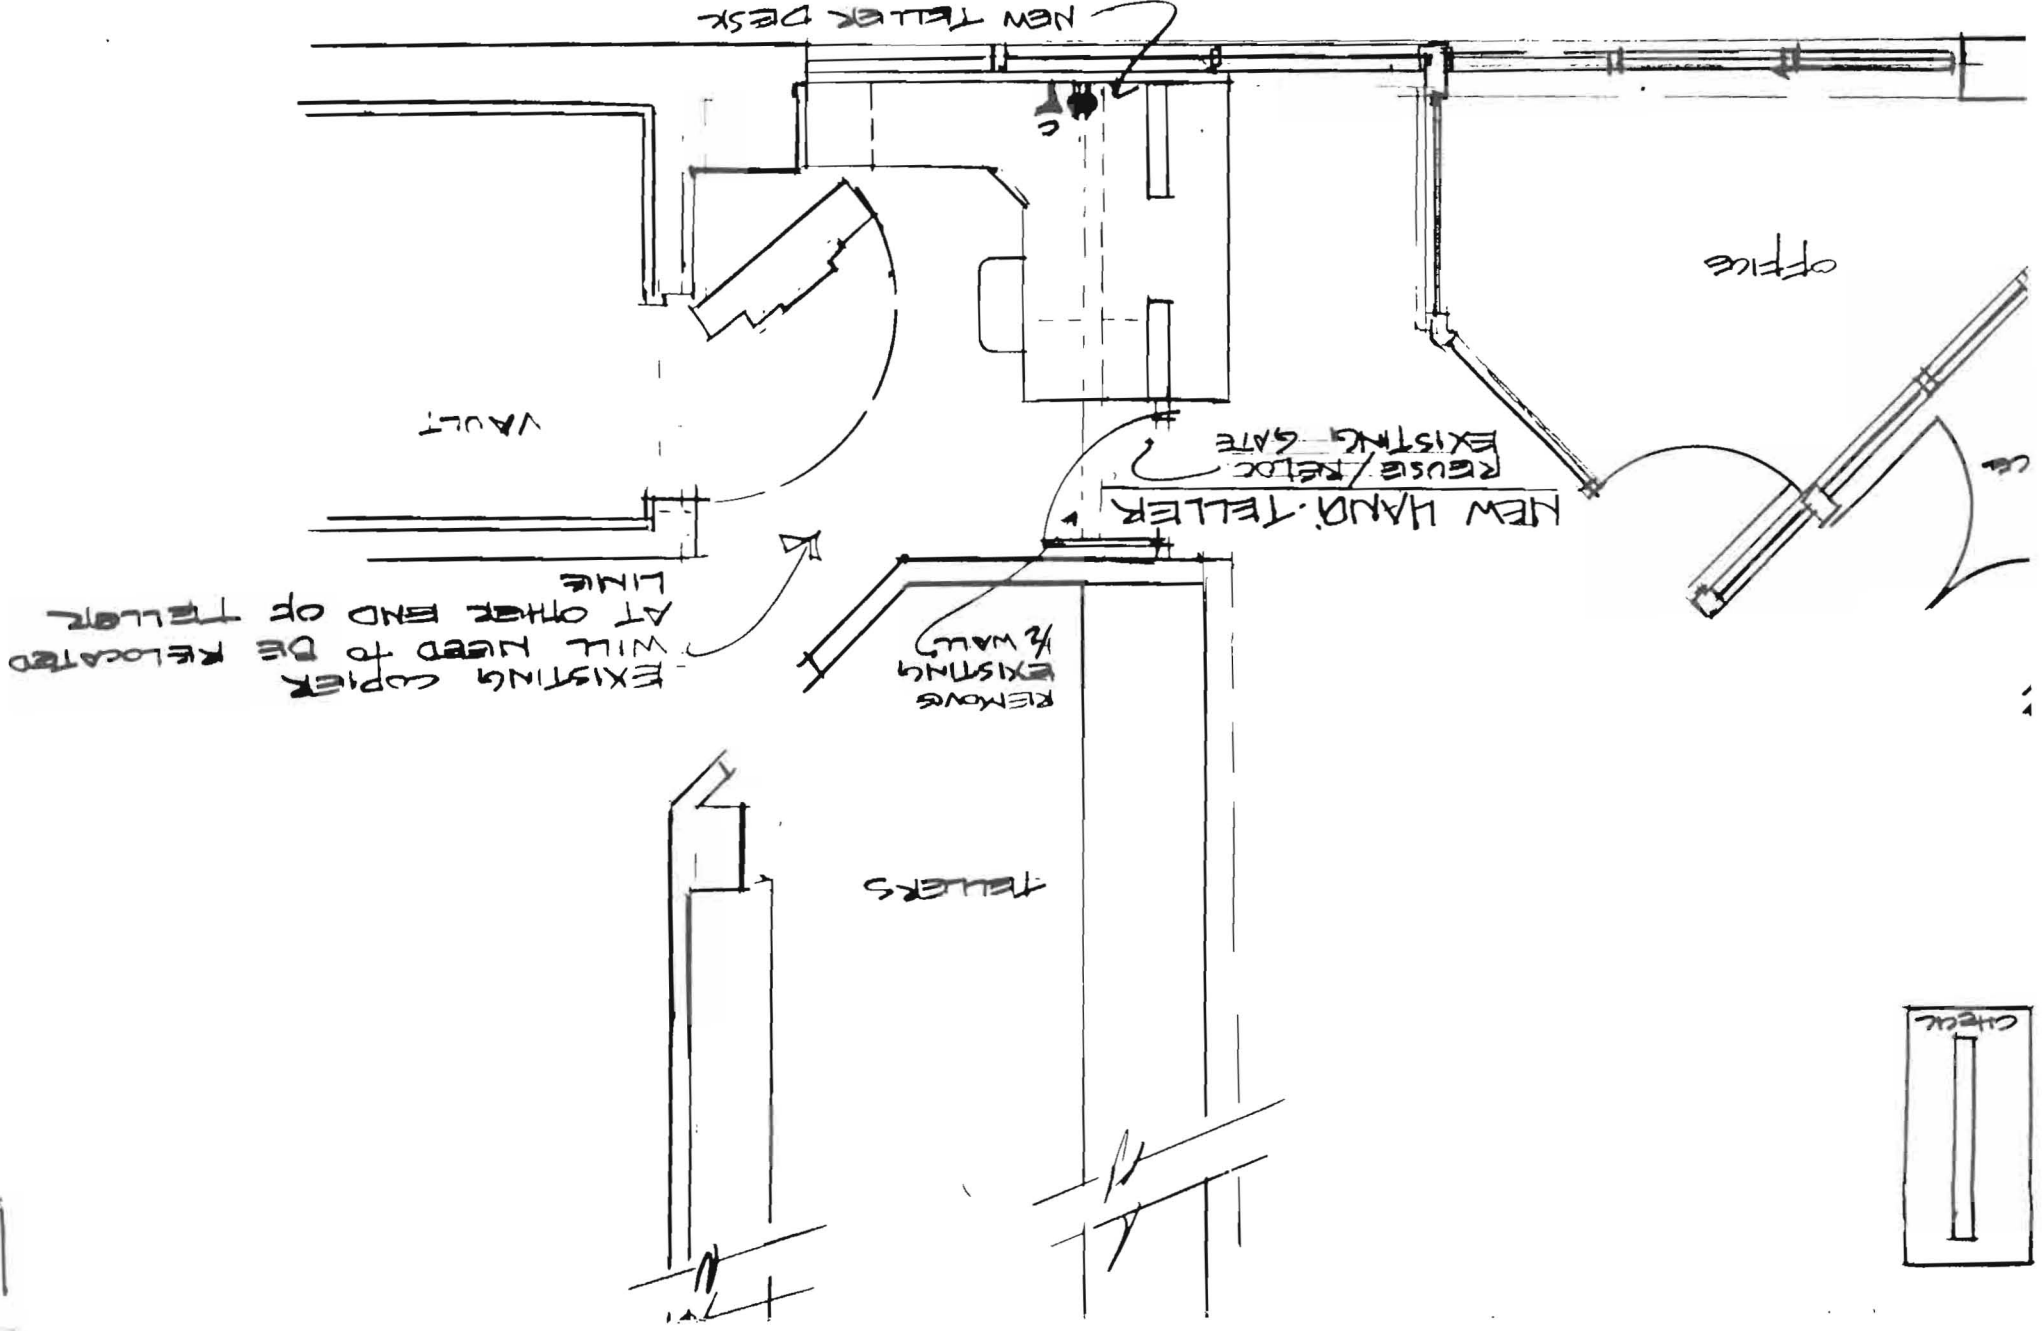 CHECK
TELLERS
REMOVE
EXISTING
1/2 WALL
EXISTING COPIER
WILL NEED TO BE RELOCATED
AT OTHER END OF TELLER
LINE
NEW HAND. TELLER
REUSE/RELOC
EXISTING GATE
CE
VAULT
OFFICE
C
NEW TELLER DESK